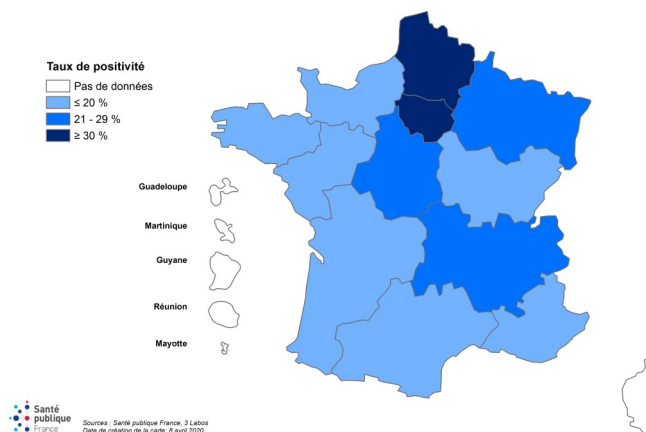 Taux de positivité
Pas de données
≤ 20 %
21 - 29 %
≥ 30 %
Guadeloupe
Martinique
Guyane
Réunion
Mayotte
Santé
publique
France
Sources : Santé publique France, 3 Labos
Date de création de la carte: 8 avril 2020